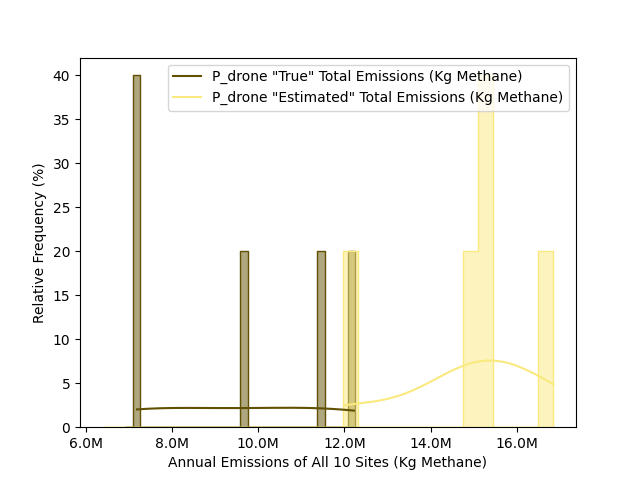 P_drone "True" Total Emissions (Kg Methane)
P_drone "Estimated" Total Emissions (Kg Methane)
40
35
30
25
20
15
10
5
0
Relative Frequency (%)
6.0M 8.0M 10.0M 12.0M 14.0M 16.0M
Annual Emissions of All 10 Sites (Kg Methane)